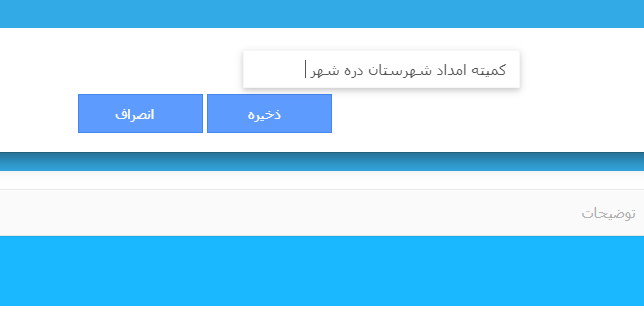 کمیته امداد شهرستان دره شهر
ذخیره
انصراف
توضیحات